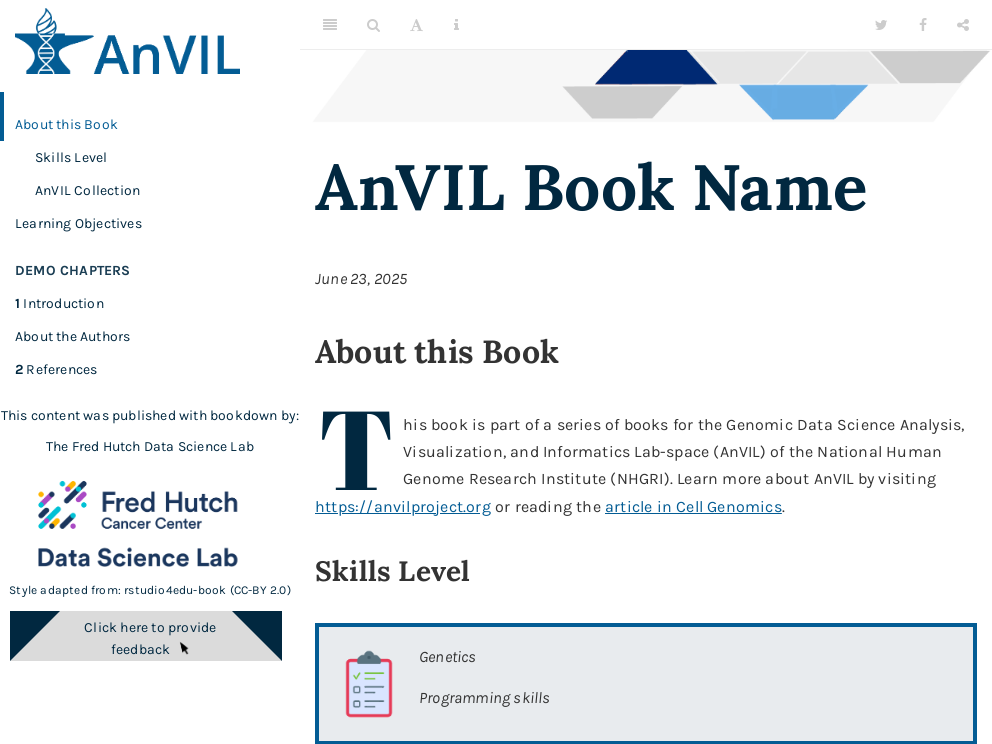 AnVIL
About this Book
Skills Level
AnVIL Collection
Learning Objectives
DEMO CHAPTERS
1 Introduction
About the Authors
2 References
This content was published with bookdown by:
The Fred Hutch Data Science Lab
Fred Hutch
Cancer Center
Data Science Lab
Style adapted from: rstudio4edu-book (CC-BY 2.0)
Click here to provide
feedback
A
AnVIL Book Name
June 23, 2025
About this Book
This book is part of a series of books for the Genomic Data Science Analysis,
Visualization, and Informatics Lab-space (AnVIL) of the National Human
Genome Research Institute (NHGRI). Learn more about AnVIL by visiting
https://anvilproject.org or reading the article in Cell Genomics.
Skills Level
Genetics
Programming skills